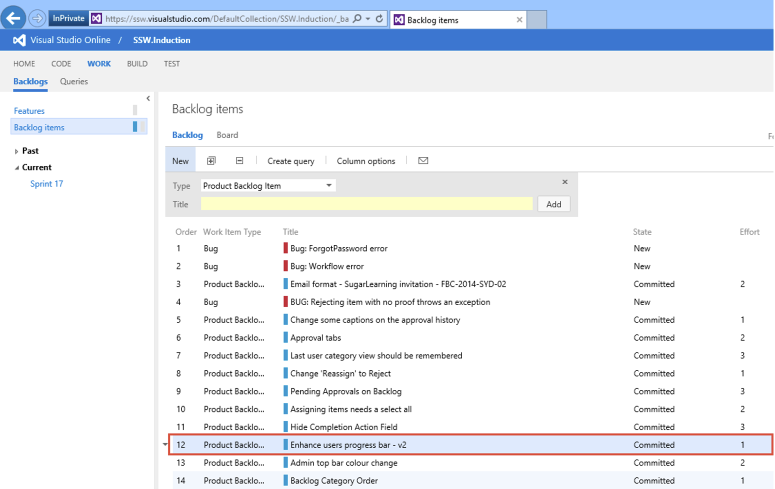 InPrivate https://ssw.visualstudio.com/DefaultCollection/SSW.Induction/_ba Backlog items
Visual Studio Online / SSW.Induction
HOME CODE WORK BUILD TEST
Backlogs Queries
Features
Backlog items
Past
Current
Sprint 17
Backlog items
Backlog Board
New Create query Column options
Type Product Backlog Item
Title Add
Order Work Item Type Title State Effort
1 Bug Bug: ForgotPassword error New
2 Bug Bug: Workflow error New
3 Product Backlo... Email format - SugarLearning invitation - FBC-2014-SYD-02 Committed 2
4 Bug BUG: Rejecting item with no proof throws an exception New
5 Product Backlo... Change some captions on the approval history Committed 1
6 Product Backlo... Approval tabs Committed 2
7 Product Backlo... Last user category view should be remembered Committed 3
8 Product Backlo... Change 'Reassign' to Reject Committed 1
9 Product Backlo... Pending Approvals on Backlog Committed 3
10 Product Backlo... Assigning items needs a select all Committed 2
11 Product Backlo... Hide Completion Action Field Committed 3
12 Product Backlo... Enhance users progress bar - v2 Committed 1
13 Product Backlo... Admin top bar colour change Committed 2
14 Product Backlo... Backlog Category Order Committed 1